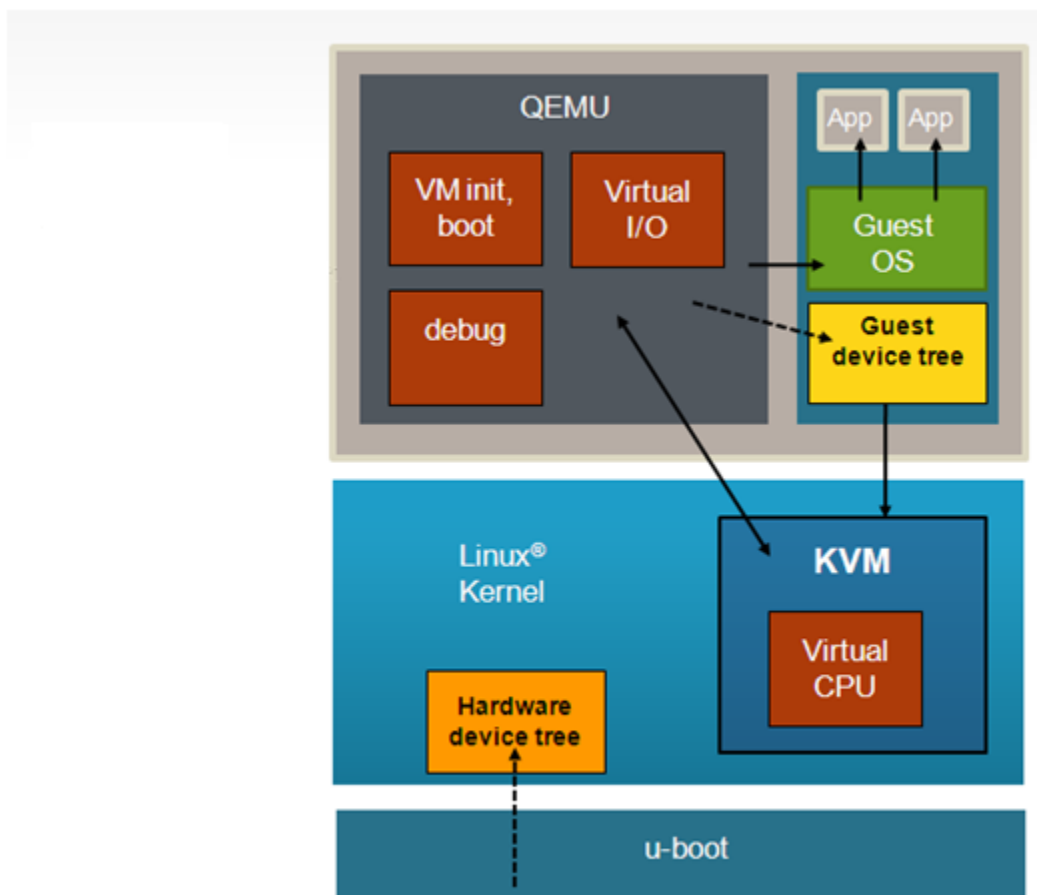 QEMU
VM init,
boot
Virtual
I/O
debug
App
App
Guest
OS
Guest
device tree
Linux®
Kernel
KVM
Virtual
CPU
Hardware
device tree
u-boot